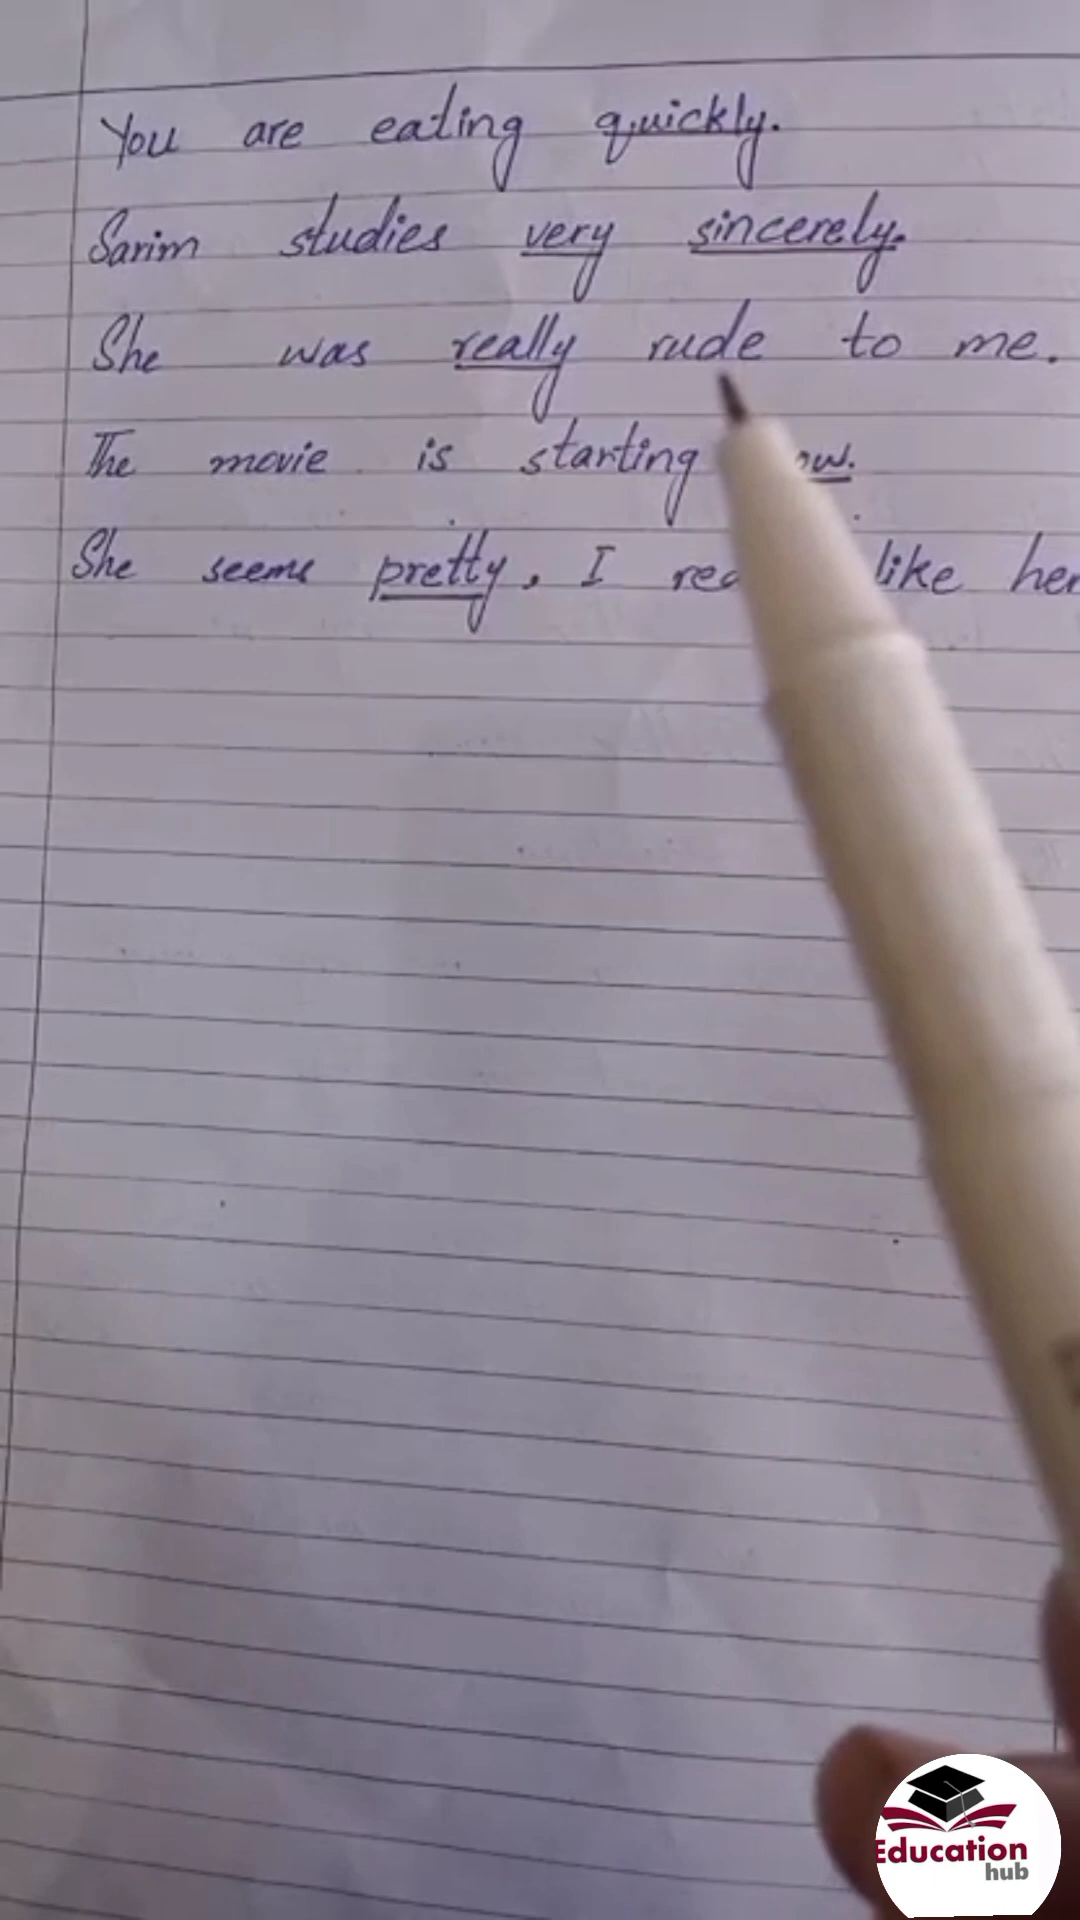 You are eating quickly.
Sarim studies very sincerely.
She was really rude to me.
The movie is starting
She seems pretty. I like her
Education
hub